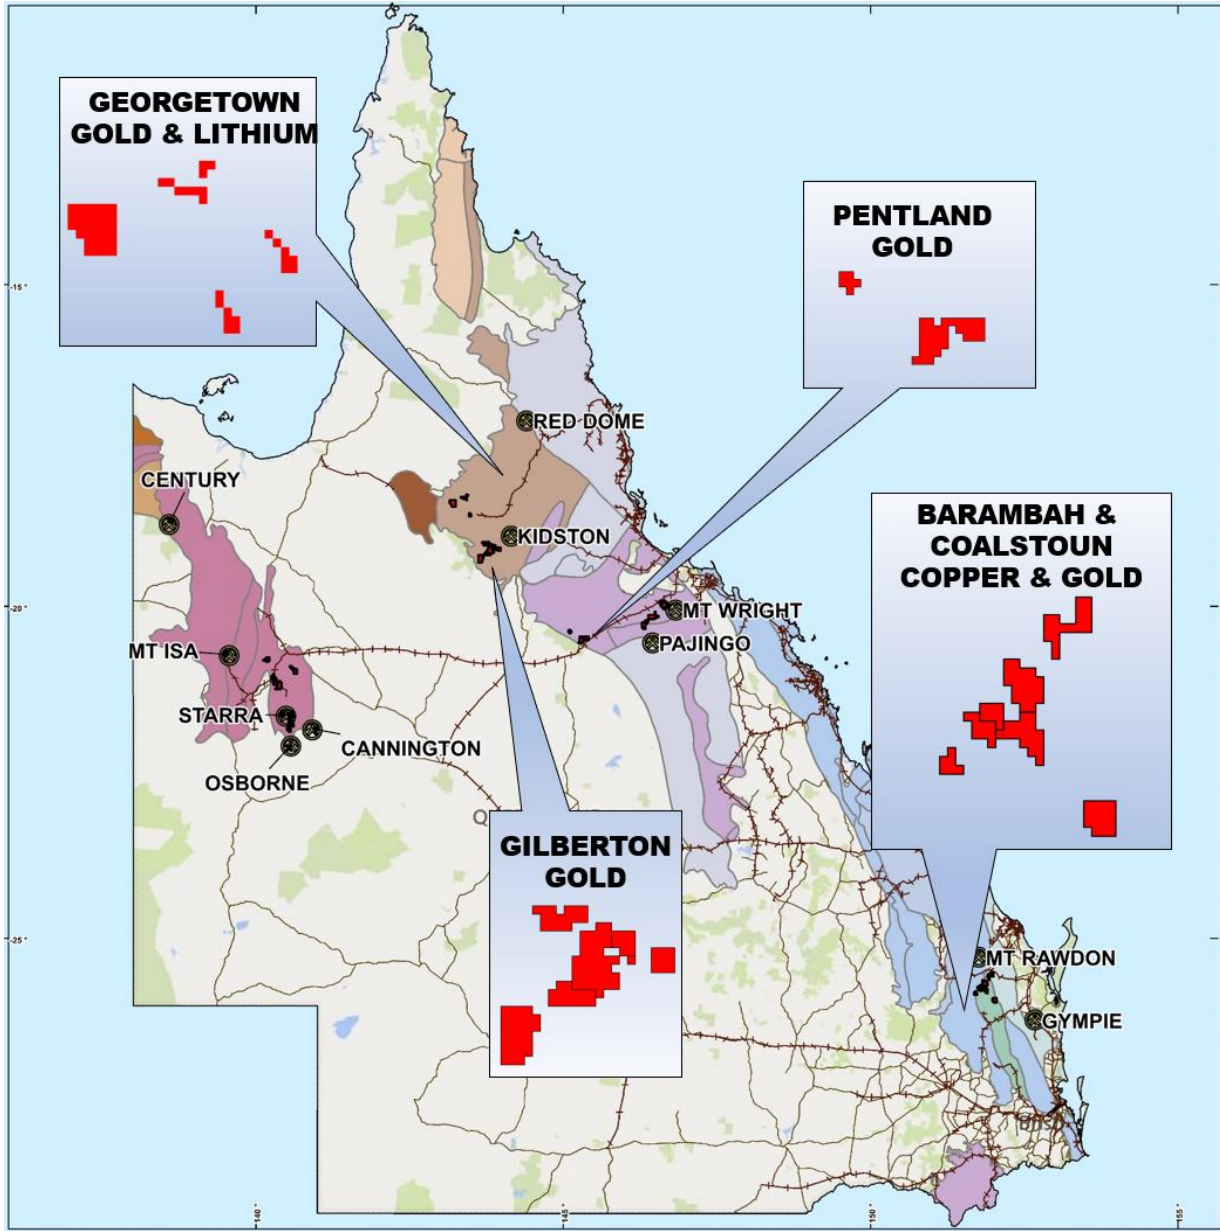 GEORGETOWN
GOLD & LITHIUM
PENTLAND
GOLD
-15°
RED DOME
CENTURY
BARAMBAH &
COALSTOUN
COPPER & GOLD
KIDSTON
-20°
MT WRIGHT
PAJINGO
MT ISA
STARRA
CANNINGTON
OSBORNE
GILBERTON
GOLD
-25°
MT RAWDON
GYMPIE
140°
145°
150°
155°